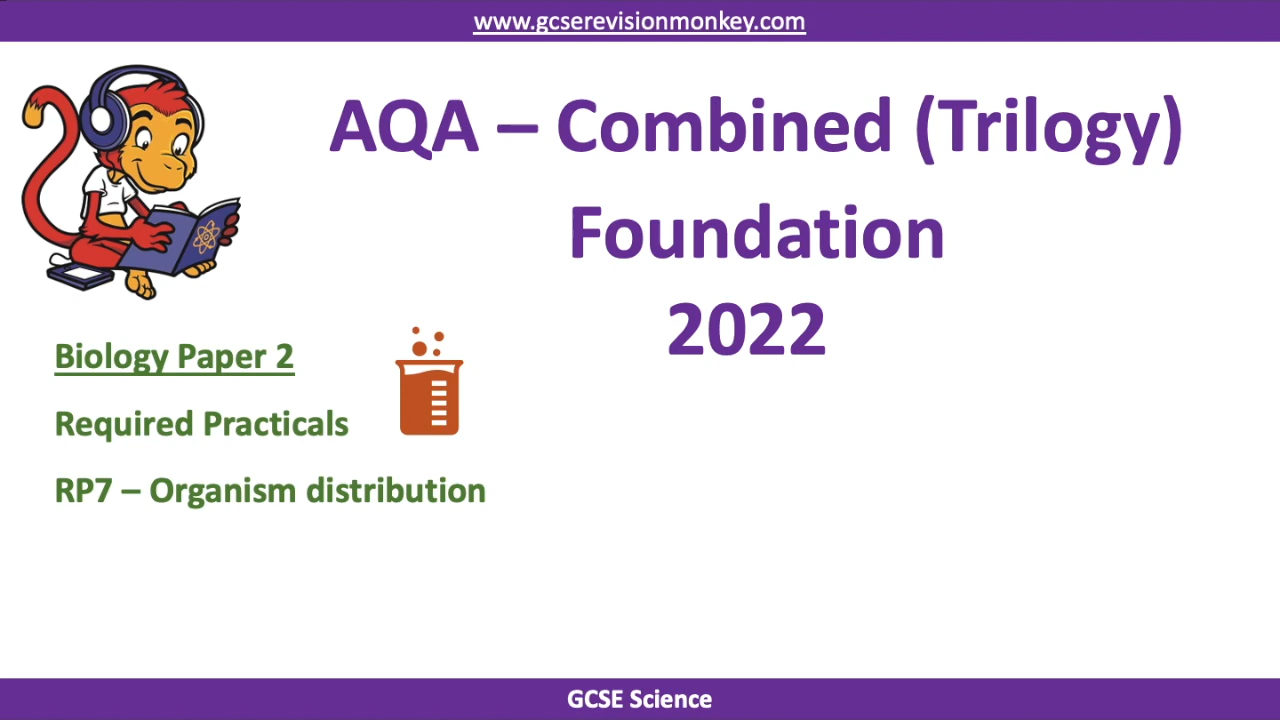 www.gcserevisionmonkey.com
AQA – Combined (Trilogy)
Foundation
2022
Biology Paper 2
Required Practicals
RP7 – Organism distribution
GCSE Science